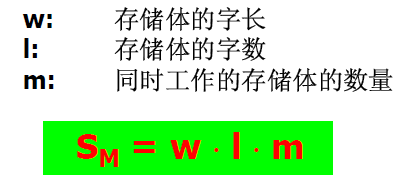 w: 存储体的字长
l: 存储体的字数
m: 同时工作的存储体的数量
S_M = w · l · m